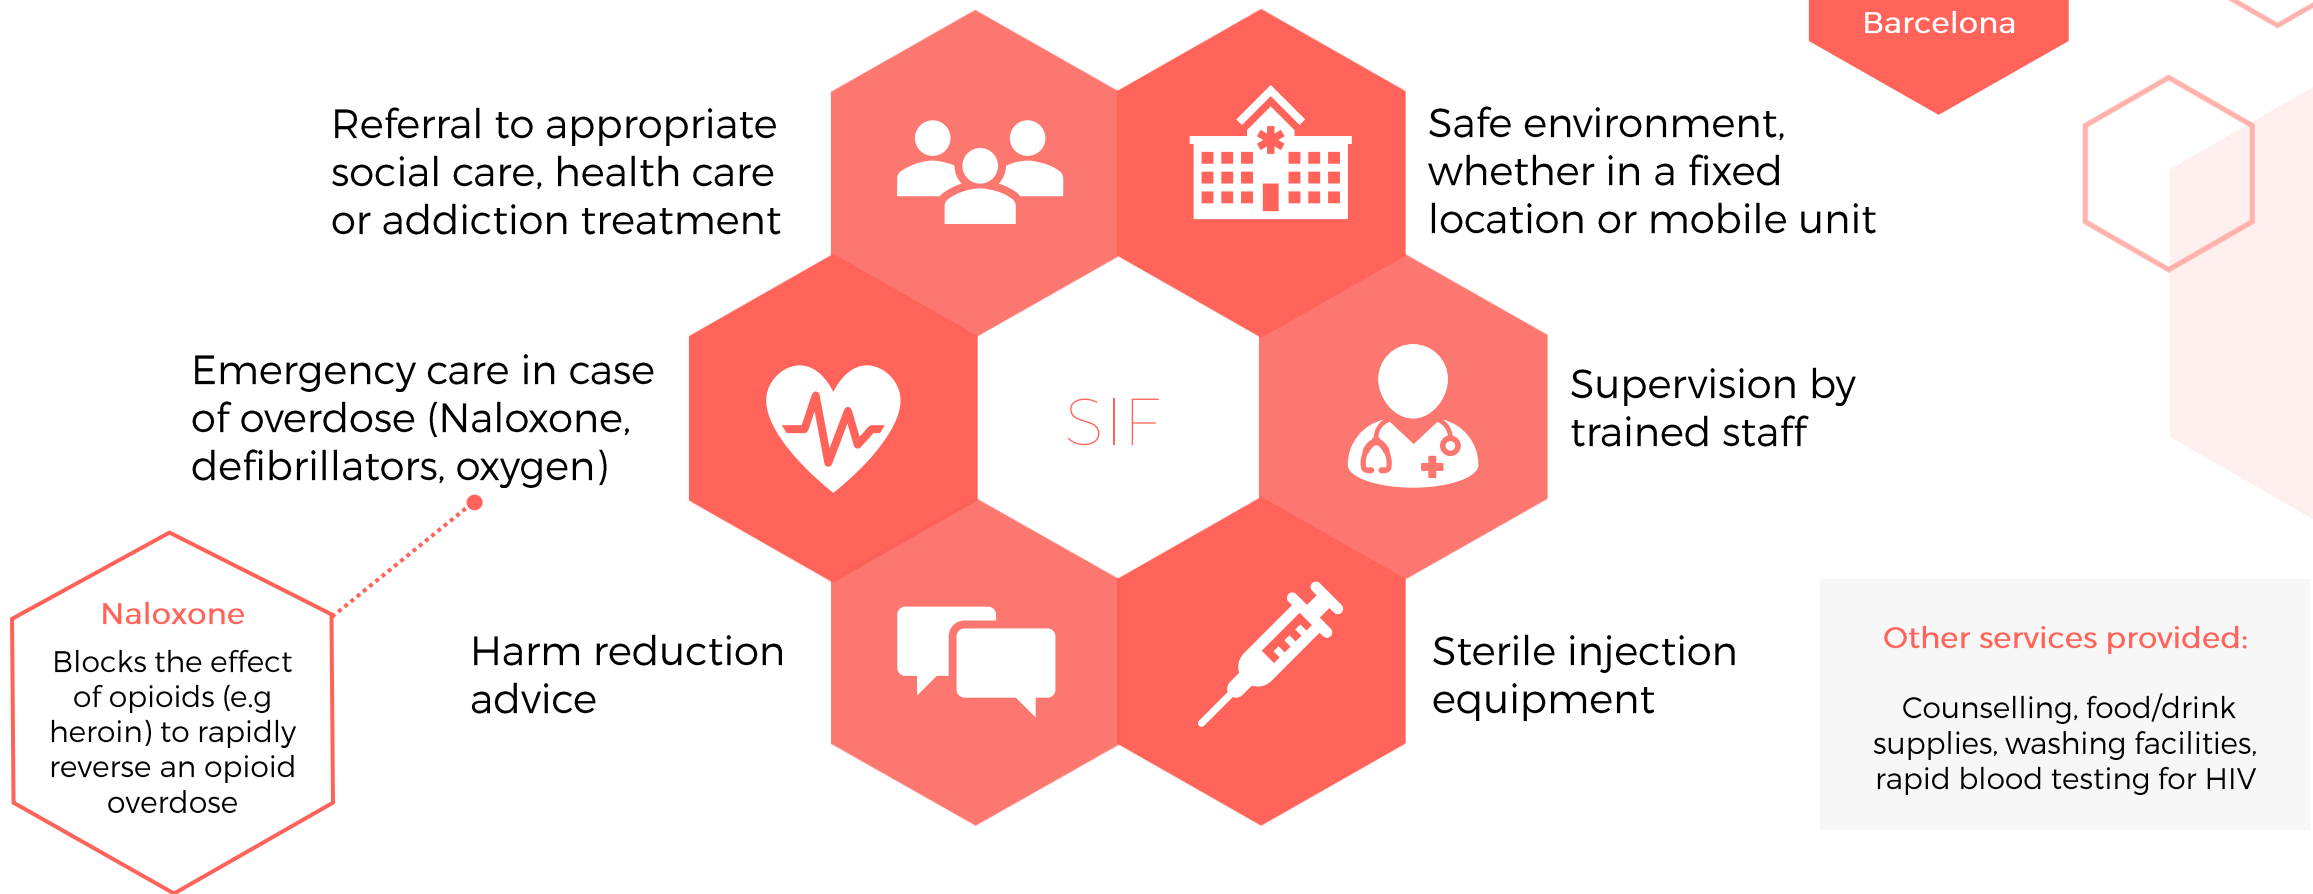 Barcelona
Referral to appropriate
social care, health care
or addiction treatment
Safe environment,
whether in a fixed
location or mobile unit
Emergency care in case
of overdose (Naloxone,
defibrillators, oxygen)
SIF
Supervision by
trained staff
Naloxone
Blocks the effect
of opioids (e.g
heroin) to rapidly
reverse an opioid
overdose
Harm reduction
advice
Sterile injection
equipment
Other services provided:
Counselling, food/drink
supplies, washing facilities,
rapid blood testing for HIV